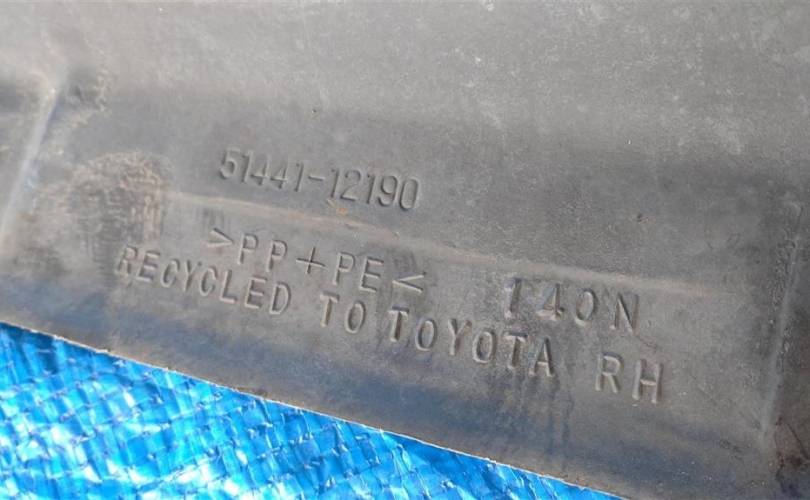 51441-12190
>PP+PE< T40N
RECYCLED TO TOYOTA RH